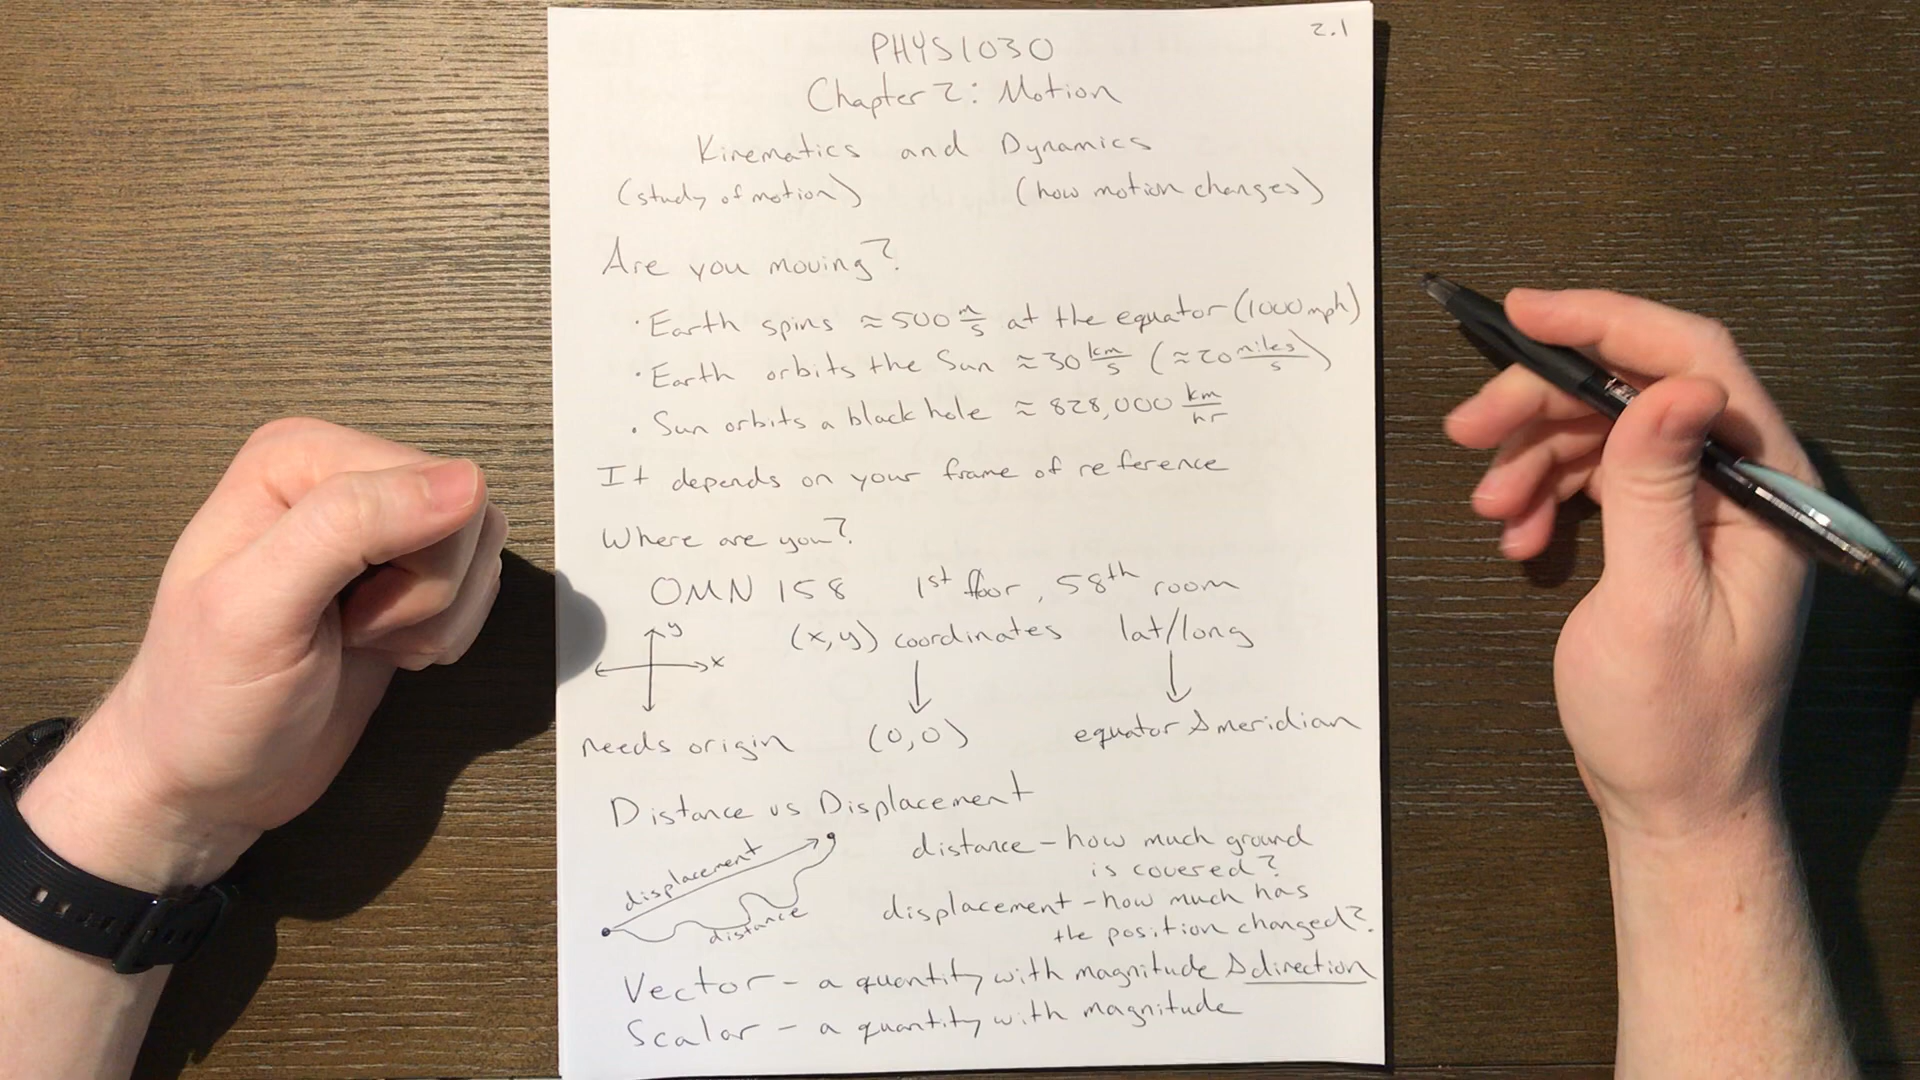 2.1
PHYS1030
Chapter 2: Motion
Kinematics and Dynamics
(study of motion) (how motion changes)
Are you moving?
· Earth spins ≈500 m/s at the equator (1000 mph)
· Earth orbits the Sun ≈30 km/s (≈20 miles/s)
· Sun orbits a black hole ≈ 828,000 km/hr
It depends on your frame of reference
Where are you?
OMN 158 1st floor, 58th room
y
x
(x,y) coordinates lat/long
needs origin (0,0) equator & meridian
Distance vs Displacement
displacement
distance
distance – how much ground
is covered?
displacement – how much has
the position changed?
Vector – a quantity with magnitude & direction
Scalar – a quantity with magnitude